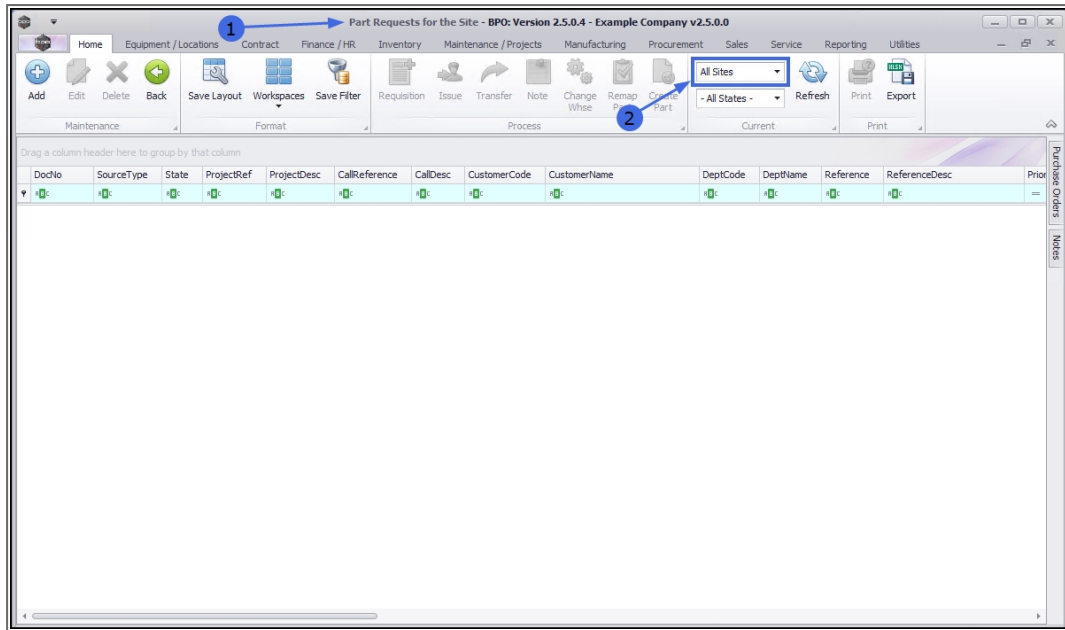 Part Requests for the Site - BPO: Version 2.5.0.4 - Example Company v2.5.0.0
1
Home Equipment / Locations Contract Finance / HR Inventory Maintenance / Projects Manufacturing Procurement Sales Service Reporting Utilities
Add Edit Delete Back Save Layout Workspaces Save Filter Requisition Issue Transfer Note Change Whse Remap Create Part All Sites - All States - Refresh Print Export
2
Maintenance Format Process Current Print
Drag a column header here to group by that column
DocNo SourceType State ProjectRef ProjectDesc CallReference CallDesc CustomerCode CustomerName DeptCode DeptName Reference ReferenceDesc Prior
Purchase Orders
Notes